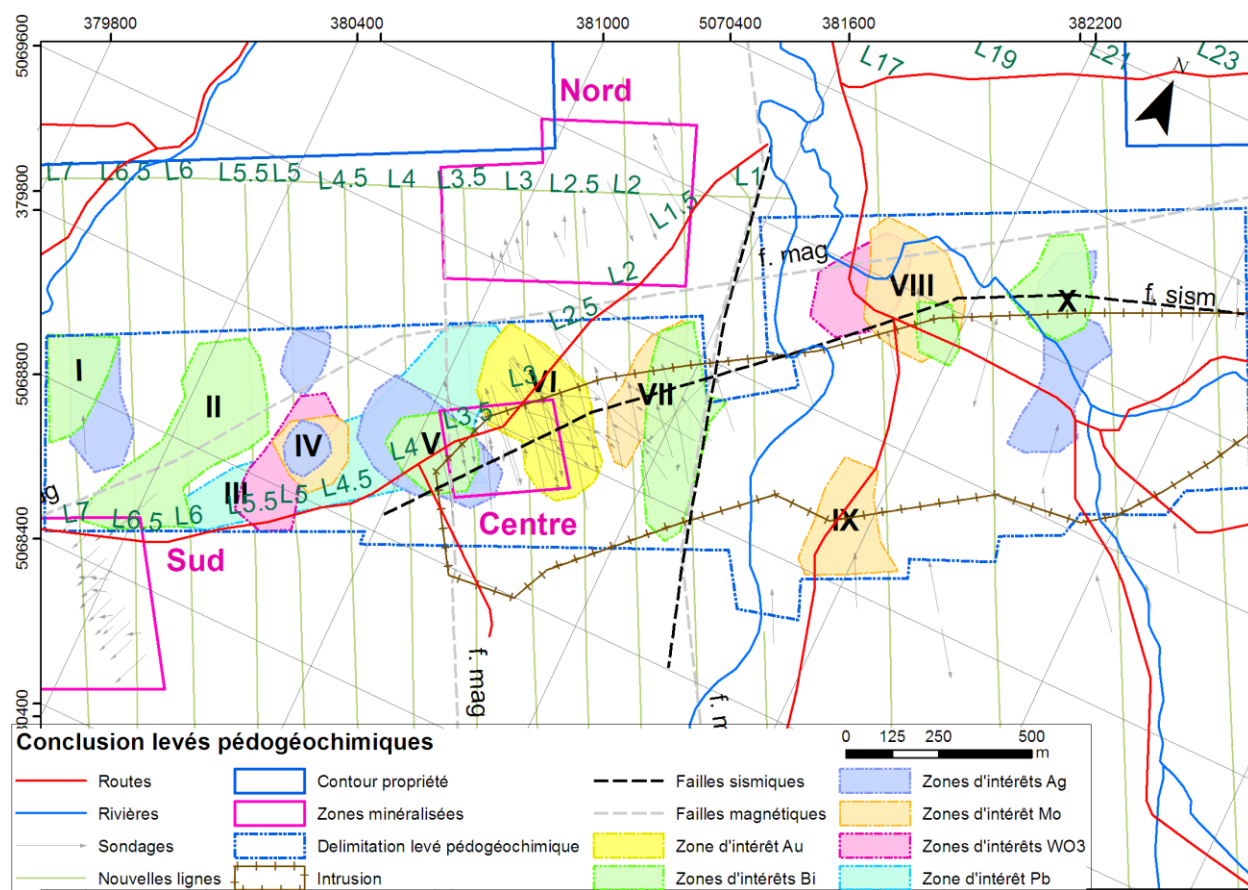 379800 380400 381000 5070400 381600 382200
5069600
L17 L19 L21 L23
N
Nord
L7 L6.5 L6 L5.5 L5 L4.5 L4 L3.5 L3 L2.5 L2 L1
L1.5
379800
f. mag
L2
VIII
X
f. sism
L2.5
I
5068800
L3
VI
II
VII
L3.5
IV
V
L4
III
L4.5
L5
L5.5
L7 L6.5 L6
Centre
IX
5068400
Sud
f. mag
f. m
Conclusion levés pédogéochimiques
0 125 250 500
m
Routes Contour propriété Failles sismiques Zones d'intérêts Ag
Rivières Zones minéralisées Failles magnétiques Zones d'intérêt Mo
Sondages Délimitation levé pédogéochimique Zone d'intérêt Au Zones d'intérêts WO3
Nouvelles lignes Intrusion Zones d'intérêts Bi Zone d'intérêt Pb